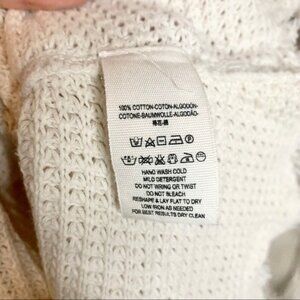 100% COTTON-COTON-ALGODÓN-
COTONE-BAUMWOLLE-ALGODÃO-
HAND WASH COLD
MILD DETERGENT
DO NOT WRING OR TWIST
DO NOT BLEACH
RESHAPE & LAY FLAT TO DRY
LOW IRON AS NEEDED
FOR BEST RESULTS DRY CLEAN